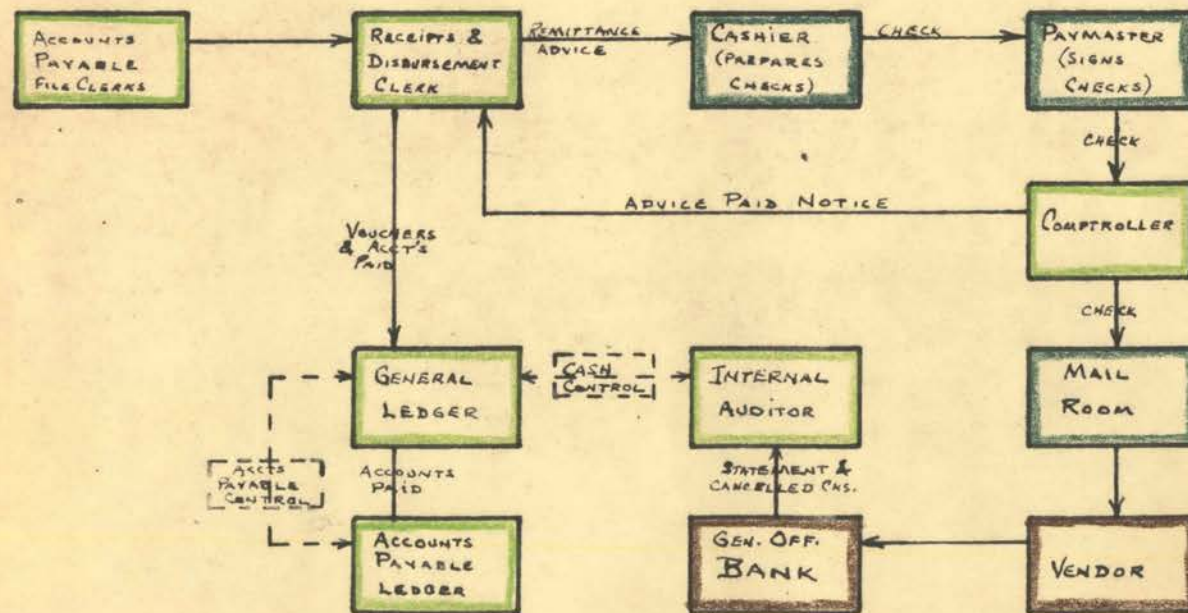 ACCOUNTS
PAYABLE
FILE CLERKS
RECEIPTS &
DISBURSEMENT
CLERK
REMITTANCE
ADVICE
CASHIER
(PREPARES
CHECKS)
CHECK
PAYMASTER
(SIGNS
CHECKS)
CHECK
ADVICE PAID NOTICE
COMPTROLLER
VOUCHERS
& ACCT'S
PAID
CHECK
GENERAL
LEDGER
CASH
CONTROL
INTERNAL
AUDITOR
MAIL
ROOM
ACCTS
PAYABLE
CONTROL
ACCOUNTS
PAID
STATEMENT &
CANCELLED CKS.
ACCOUNTS
PAYABLE
LEDGER
GEN. OFF.
BANK
VENDOR